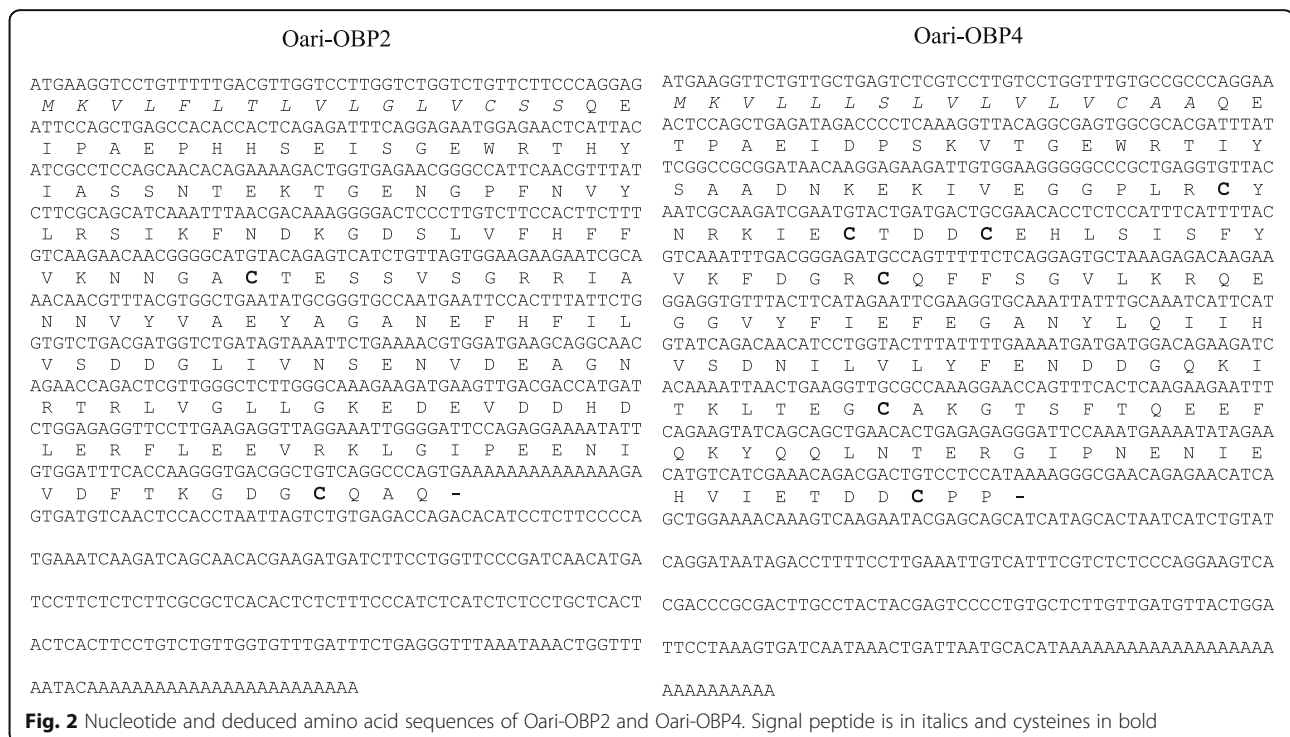 Oari-OBP2
ATGAAGGTCCTGTTTTTGACGTTGGTCCTTGGTCTGGTCTGTTCTTCCCAGGAG
M K V L F L T L V L G L V C S S Q E
ATTCCAGCTGAGCCACACCACTCAGAGATTTCAGGAGAATGGAGAACTCATTAC
I P A E P H H S E I S G E W R T H Y
ATCGCCTCCAGCAACACAGAAAAGACTGGTGAGAACGGGCCATTCAACGTTTAT
I A S S N T E K T G E N G P F N V Y
CTTCGCAGCATCAAATTTAACGACAAAGGGGACTCCCTTGTCTTCCACTTCTTT
L R S I K F N D K G D S L V F H F F
GTCAAGAACAACGGGGCATGTACAGAGTCATCTGTTAGTGGAAGAAGAATCGCA
V K N N G A C T E S S V S G R R I A
AACAACGTTTACGTGGCTGAATATGCGGGTGCCAATGAATTCCACTTTATTCTG
N N V Y V A E Y A G A N E F H F I L
GTGTCTGACGATGGTCTGATAGTAAATTCTGAAAACGTGGATGAAGCAGGCAAC
V S D D G L I V N S E N V D E A G N
AGAACCAGACTCGTTGGGCTCTTGGGCAAAGAAGATGAAGTTGACGACCATGAT
R T R L V G L L G K E D E V D D H D
CTGGAGAGGTTCCTTGAAGAGGTTAGGAAATTGGGGATTCCAGAGGAAAATATT
L E R F L E E V R K L G I P E E N I
GTGGATTTCACCAAGGGTGACGGCTGTCAGGCCCAGTGAAAAAAAAAAAAAAGA
V D F T K G D G C Q A Q –
GTGATGTCAACTCCACCTAATTAGTCTGTGAGACCAGACACATCCTCTTCCCCA
TGAAATCAAGATCAGCAACACGAAGATGATCTTCCTGGTTCCCGATCAACATGA
TCCTTCTCTCTTCGCGCTCACACTCTCTTTCCCATCTCATCTCTCCTGCTCACT
ACTCACTTCCTGTCTGTTGGTGTTTGATTTCTGAGGGTTTAAATAAACTGGTTT
AATACAAAAAAAAAAAAAAAAAAAAAAAA
Oari-OBP4
ATGAAGGTTCTGTTGCTGAGTCTCGTCCTTGTCCTGGTTTGTGCCGCCCAGGAA
M K V L L L S L V L V L V C A A Q E
ACTCCAGCTGAGATAGACCCCTCAAAGGTTACAGGCGAGTGGCGCACGATTTAT
T P A E I D P S K V T G E W R T I Y
TCGGCCGCGGATAACAAGGAGAAGATTGTGGAAGGGGGCCCGCTGAGGTGTTAC
S A A D N K E K I V E G G P L R C Y
AATCGCAAGATCGAATGTACTGATGACTGCGAACACCTCTCCATTTCATTTTAC
N R K I E C T D D C E H L S I S F Y
GTCAAATTTGACGGGAGATGCCAGTTTTTCTCAGGAGTGCTAAAGAGACAAGAA
V K F D G R C Q F F S G V L K R Q E
GGAGGTGTTTACTTCATAGAATTCGAAGGTGCAAATTATTTGCAAATCATTCAT
G G V Y F I E F E G A N Y L Q I I H
GTATCAGACAACATCCTGGTACTTTATTTTGAAAATGATGATGGACAGAAGATC
V S D N I L V L Y F E N D D G Q K I
ACAAAATTAACTGAAGGTTGCGCCAAAGGAACCAGTTTCACTCAAGAAGAATTT
T K L T E G C A K G T S F T Q E E F
CAGAAGTATCAGCAGCTGAACACTGAGAGAGGGATTCCAAATGAAAATATAGAA
Q K Y Q Q L N T E R G I P N E N I E
CATGTCATCGAAACAGACGACTGTCCTCCATAAAAGGGCGAACAGAGAACATCA
H V I E T D D C P P –
GCTGGAAAACAAAGTCAAGAATACGAGCAGCATCATAGCACTAATCATCTGTAT
CAGGATAATAGACCTTTTCCTTGAAATTGTCATTTCGTCTCTCCCAGGAAGTCA
CGACCCGCGACTTGCCTACTACGAGTCCCCTGTGCTCTTGTTGATGTTACTGGA
TTCCTAAAGTGATCAATAAACTGATTAATGCACATAAAAAAAAAAAAAAAAAAA
AAAAAAAAAA
Fig. 2 Nucleotide and deduced amino acid sequences of Oari-OBP2 and Oari-OBP4. Signal peptide is in italics and cysteines in bold